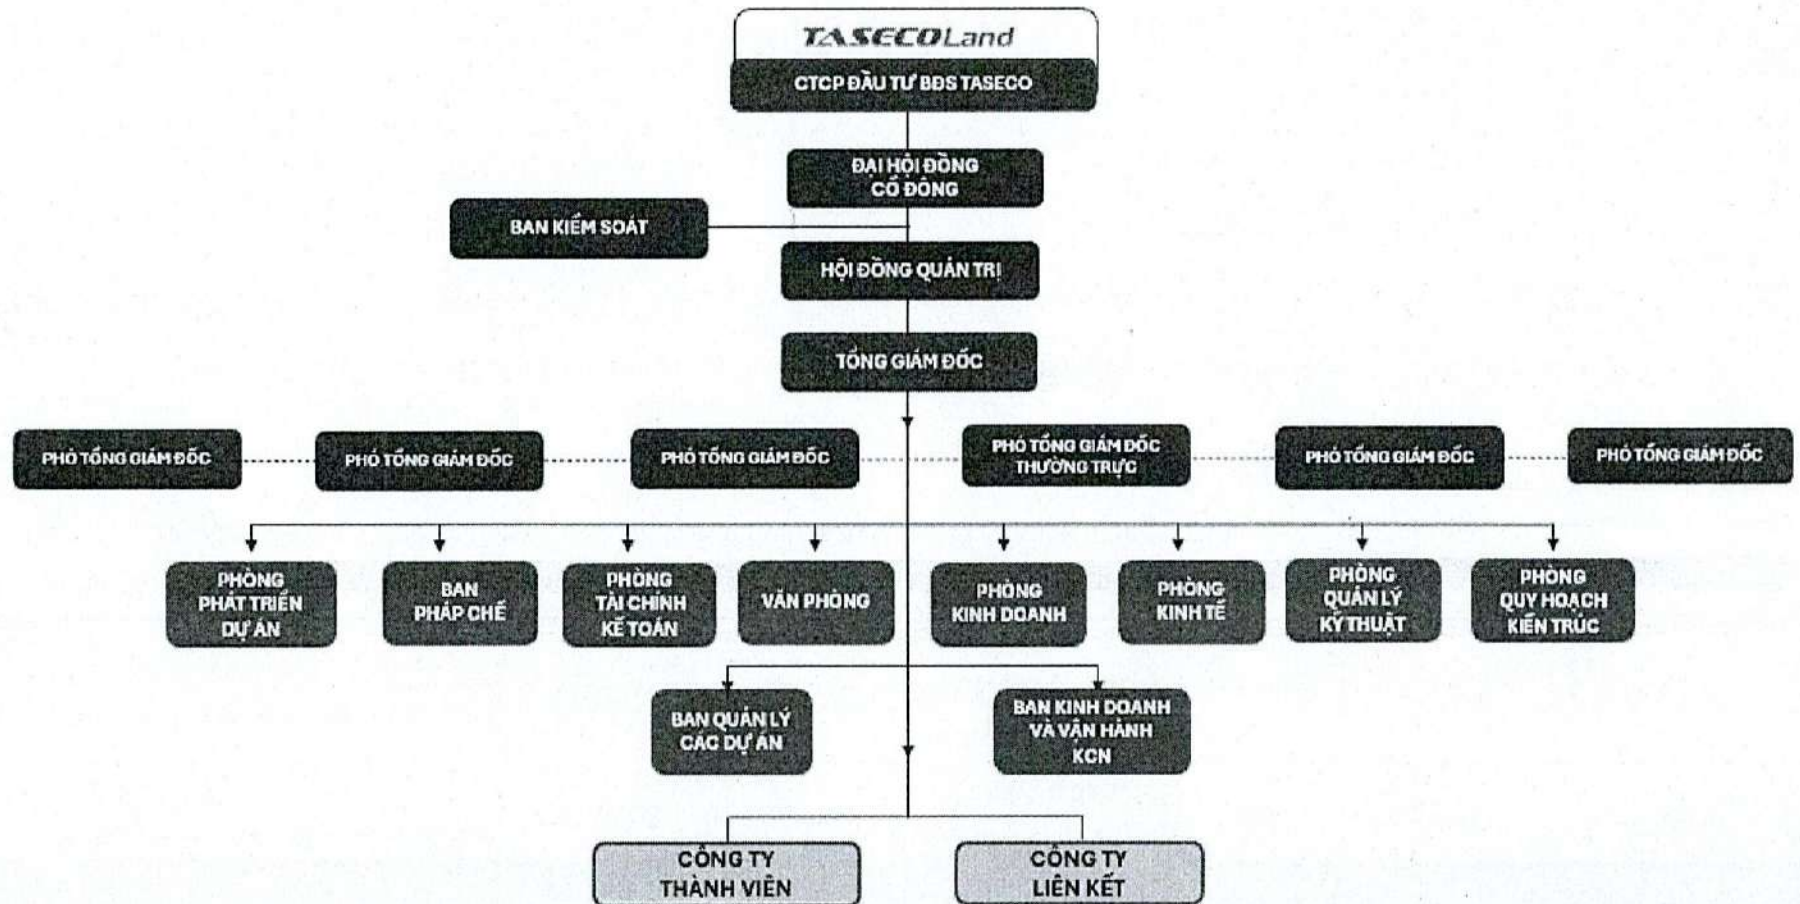 TASECOLand
CTCP ĐẦU TƯ BĐS TASECO
ĐẠI HỘI ĐỒNG
CỔ ĐÔNG
BAN KIỂM SOÁT
HỘI ĐỒNG QUẢN TRỊ
TỔNG GIÁM ĐỐC
PHÓ TỔNG GIÁM ĐỐC
PHÓ TỔNG GIÁM ĐỐC
PHÓ TỔNG GIÁM ĐỐC
PHÓ TỔNG GIÁM ĐỐC
THƯỜNG TRỰC
PHÓ TỔNG GIÁM ĐỐC
PHÓ TỔNG GIÁM ĐỐC
PHÒNG
PHÁT TRIỂN
DỰ ÁN
BAN
PHÁP CHẾ
PHÒNG
TÀI CHÍNH
KẾ TOÁN
VĂN PHÒNG
PHÒNG
KINH DOANH
PHÒNG
KINH TẾ
PHÒNG
QUẢN LÝ
KỸ THUẬT
PHÒNG
QUY HOẠCH
KIẾN TRÚC
BAN QUẢN LÝ
CÁC DỰ ÁN
BAN KINH DOANH
VÀ VẬN HÀNH
KCN
CÔNG TY
THÀNH VIÊN
CÔNG TY
LIÊN KẾT